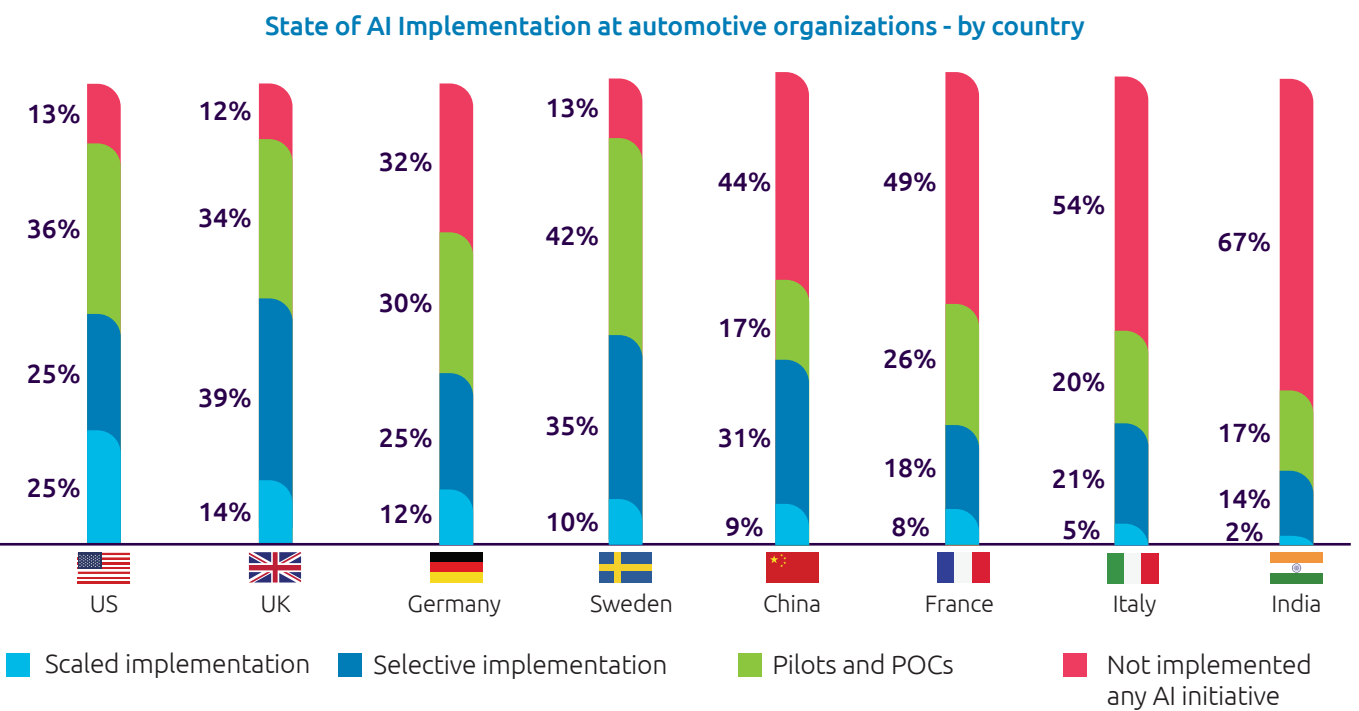 State of AI Implementation at automotive organizations - by country
13%
36%
25%
25%
12%
34%
39%
14%
32%
30%
25%
12%
13%
42%
35%
10%
44%
17%
31%
9%
49%
26%
18%
8%
54%
20%
21%
5%
67%
17%
14%
2%
US
UK
Germany
Sweden
China
France
Italy
India
Scaled implementation
Selective implementation
Pilots and POCs
Not implemented
any AI initiative